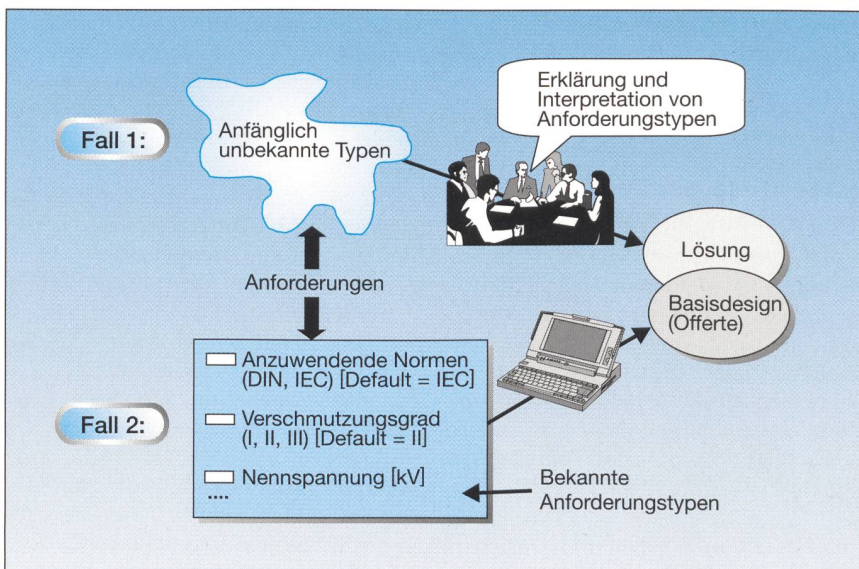 Fall 1:
Anfänglich
unbekannte Typen
Erklärung und
Interpretation von
Anforderungstypen
Lösung
Basisdesign
(Offerte)
Anforderungen
Fall 2:
Anzuwendende Normen
(DIN, IEC) [Default = IEC]
Verschmutzungsgrad
(I, II, III) [Default = II]
Nennspannung [kV]
....
Bekannte
Anforderungstypen